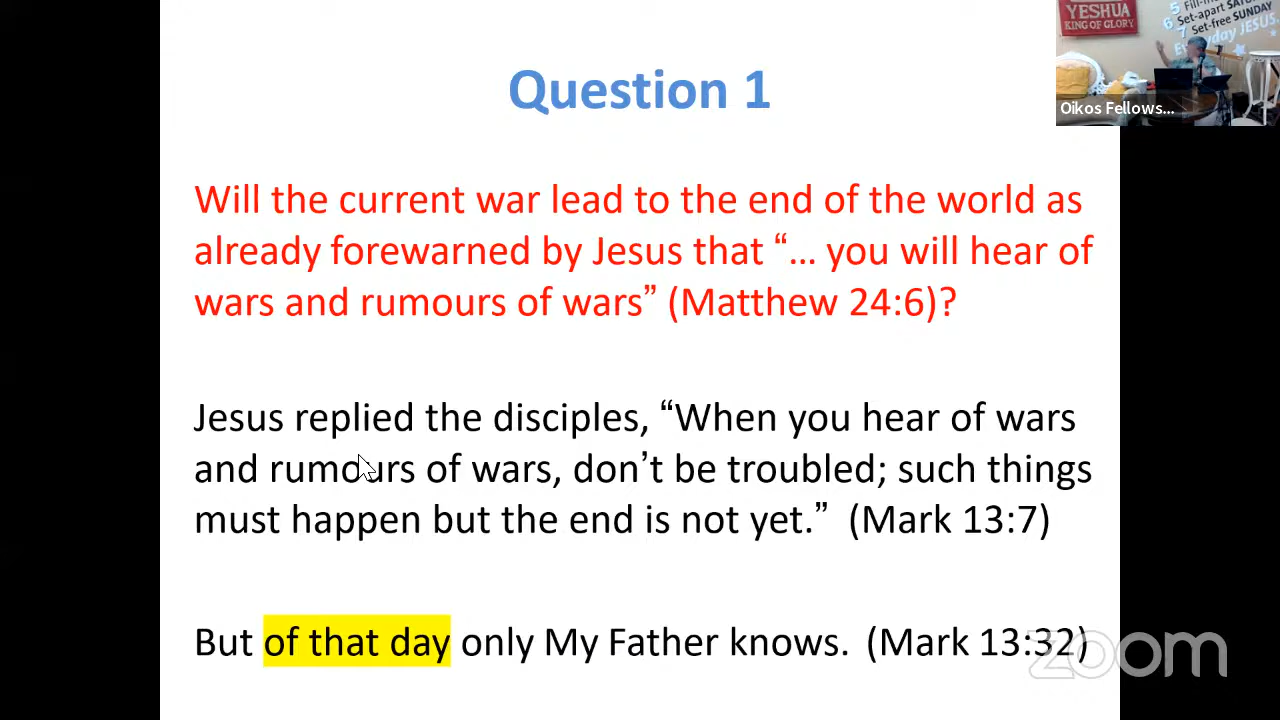 Question 1
Will the current war lead to the end of the world as
already forewarned by Jesus that “... you will hear of
wars and rumours of wars” (Matthew 24:6)?
Jesus replied the disciples, “When you hear of wars
and rumours of wars, don’t be troubled; such things
must happen but the end is not yet.” (Mark 13:7)
But of that day only My Father knows. (Mark 13:32)
zoom
YESHUA
KING OF GLORY
5
6 Set-apart
7 Set-free SUNDAY
JESUS
Oikos Fellows...